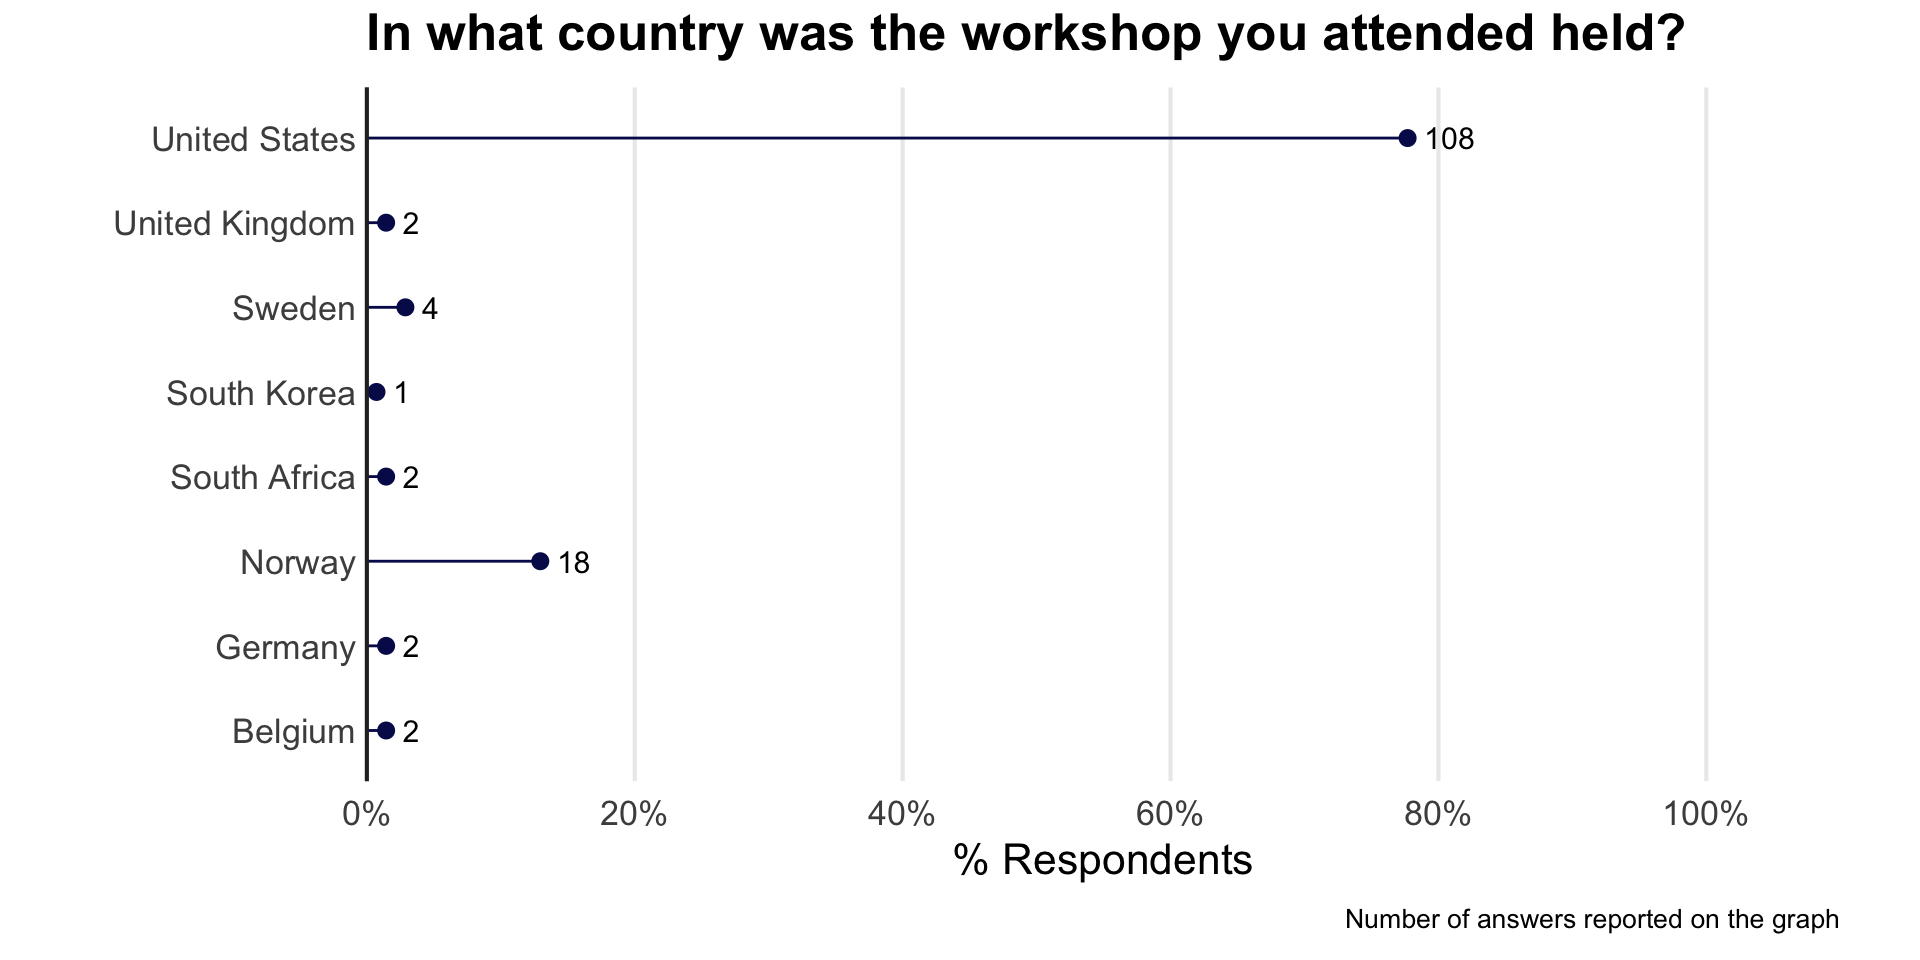 In what country was the workshop you attended held?
United States 108
United Kingdom 2
Sweden 4
South Korea 1
South Africa 2
Norway 18
Germany 2
Belgium 2
0% 20% 40% 60% 80% 100%
% Respondents
Number of answers reported on the graph